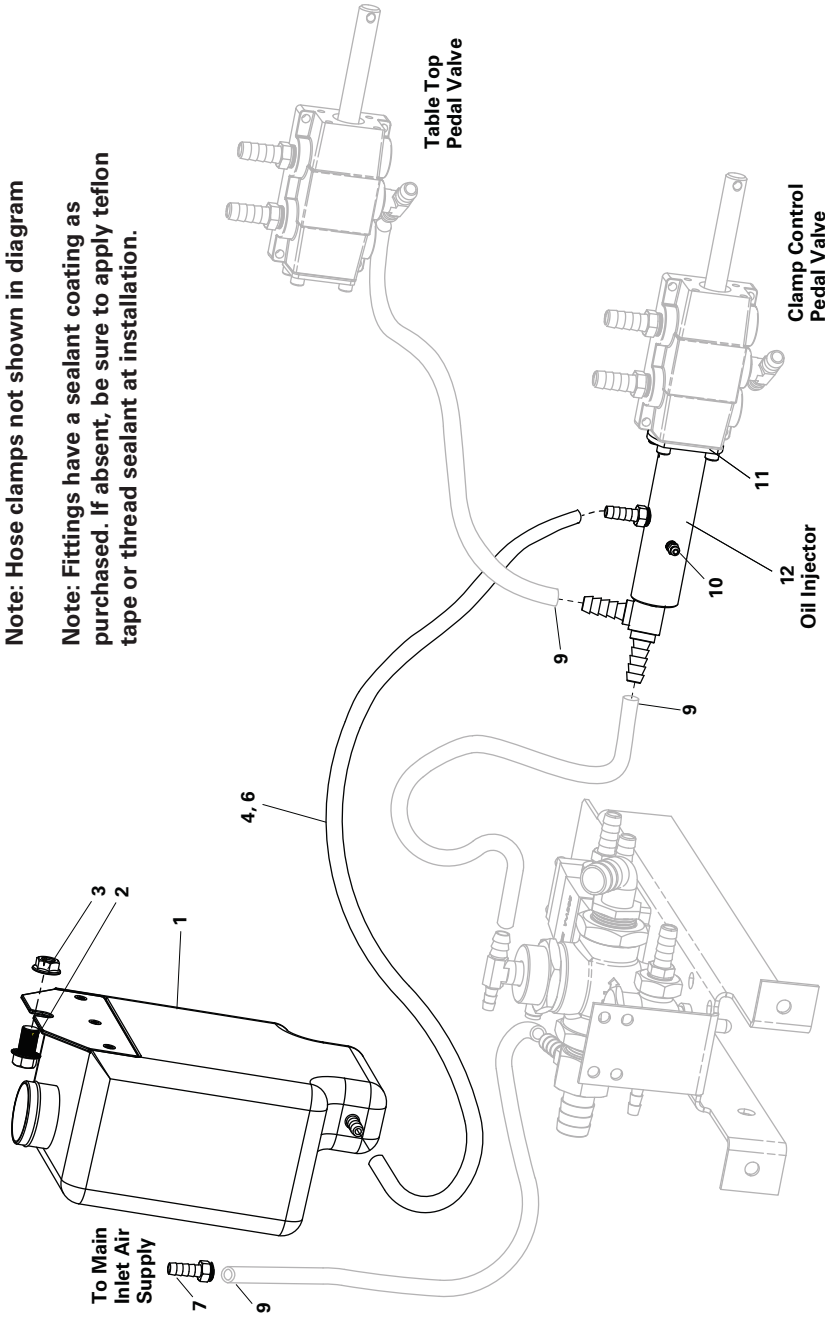 Note: Hose clamps not shown in diagram
Note: Fittings have a sealant coating as
purchased. If absent, be sure to apply teflon
tape or thread sealant at installation.
Table Top
Pedal Valve
3
2
1
4, 6
9
To Main
Inlet Air
Supply
7
9
9
10
11
12
Oil Injector
Clamp Control
Pedal Valve